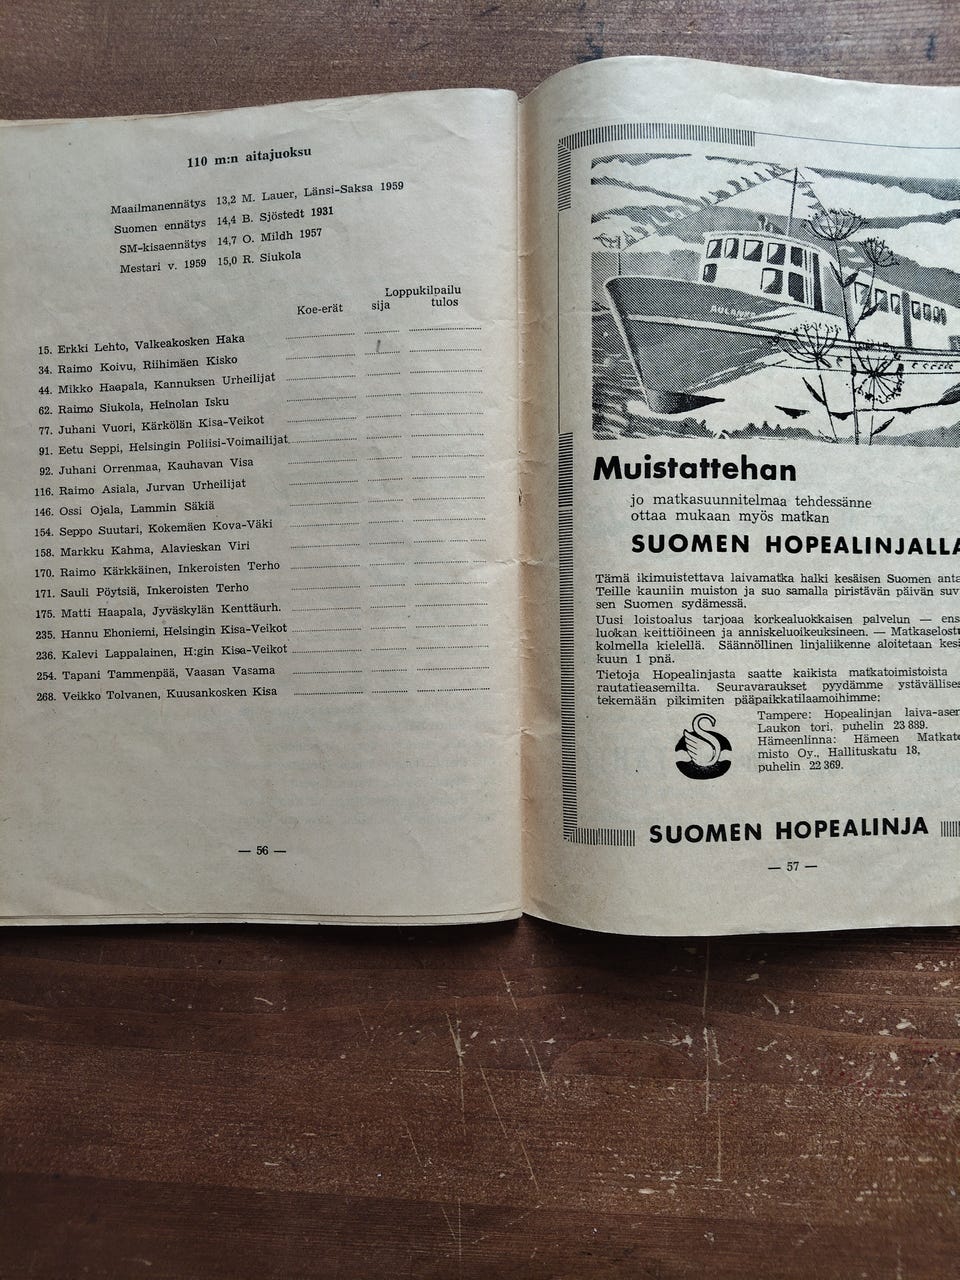 110 m:n aitajuoksu
Maailmanennätys 13,2 M. Lauer, Länsi-Saksa 1959
Suomen ennätys 14,4 B. Sjöstedt 1931
SM-kisaennätys 14,7 O. Mildh 1957
Mestari v. 1959 15,0 R. Siukola
Loppukilpailu
Koe-erät sija tulos
15. Erkki Lehto, Valkeakosken Haka
34. Raimo Koivu, Riihimäen Kisko
44. Mikko Haapala, Kannuksen Urheilijat
62. Raimo Siukola, Heinolan Isku
77. Juhani Vuori, Kärkölän Kisa-Veikot
91. Eetu Seppi, Helsingin Poliisi-Voimailijat
92. Juhani Orrenmaa, Kauhavan Visa
116. Raimo Asiala, Jurvan Urheilijat
146. Ossi Ojala, Lammin Säkiä
154. Seppo Suutari, Kokemäen Kova-Väki
158. Markku Kahma, Alavieskan Viri
170. Raimo Kärkkäinen, Inkeroisten Terho
171. Sauli Pöytsiä, Inkeroisten Terho
175. Matti Haapala, Jyväskylän Kenttäurh.
235. Hannu Ehoniemi, Helsingin Kisa-Veikot
236. Kalevi Lappalainen, H:gin Kisa-Veikot
254. Tapani Tammenpää, Vaasan Vasama
268. Veikko Tolvanen, Kuusankosken Kisa
— 56 —
AULANKO
Muistattehan
jo matkasuunnitelmaa tehdessänne
ottaa mukaan myös matkan
SUOMEN HOPEALINJALLA
Tämä ikimuistettava laivamatka halki kesäisen Suomen anta
Teille kauniin muiston ja suo samalla piristävän päivän suv
sen Suomen sydämessä.
Uusi loistoalus tarjoaa korkealuokkaisen palvelun — ens
luokan keittiöineen ja anniskeluoikeuksineen. — Matkaselost
kolmella kielellä. Säännöllinen linjaliikenne aloitetaan kesä
kuun 1 pnä.
Tietoja Hopealinjasta saatte kaikista matkatoimistoista
rautatieasemilta. Seuravaraukset pyydämme ystävällises
tekemään pikimiten pääpaikkatilaamoihimme:
Tampere: Hopealinjan laiva-asem
Laukon tori, puhelin 23 889.
Hämeenlinna: Hämeen Matkato
misto Oy., Hallituskatu 18,
puhelin 22 369.
SUOMEN HOPEALINJA
— 57 —